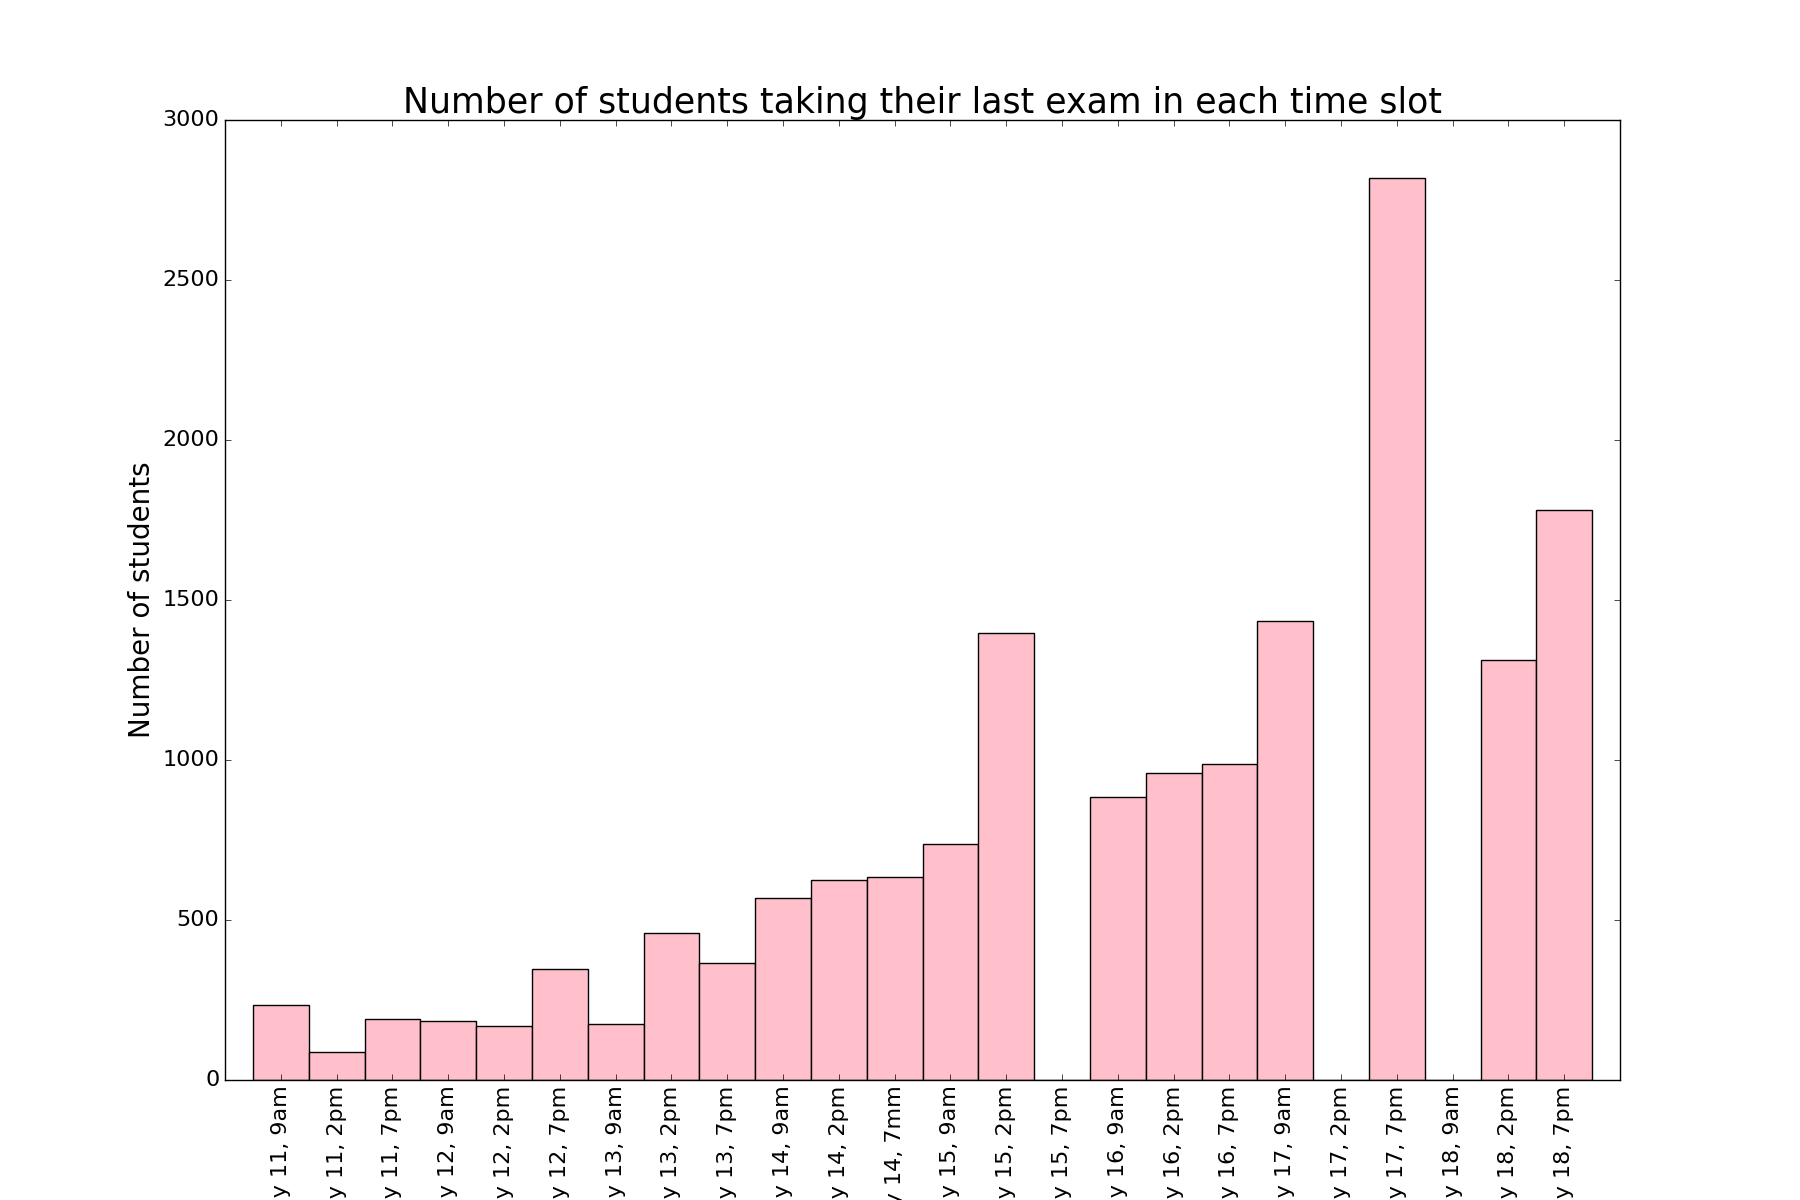 Number of students taking their last exam in each time slot
Number of students
3000
2500
2000
1500
1000
500
0
y 11, 9am
y 11, 2pm
y 11, 7pm
y 12, 9am
y 12, 2pm
y 12, 7pm
y 13, 9am
y 13, 2pm
y 13, 7pm
y 14, 9am
y 14, 2pm
y 14, 7mm
y 15, 9am
y 15, 2pm
y 15, 7pm
y 16, 9am
y 16, 2pm
y 16, 7pm
y 17, 9am
y 17, 2pm
y 17, 7pm
y 18, 9am
y 18, 2pm
y 18, 7pm